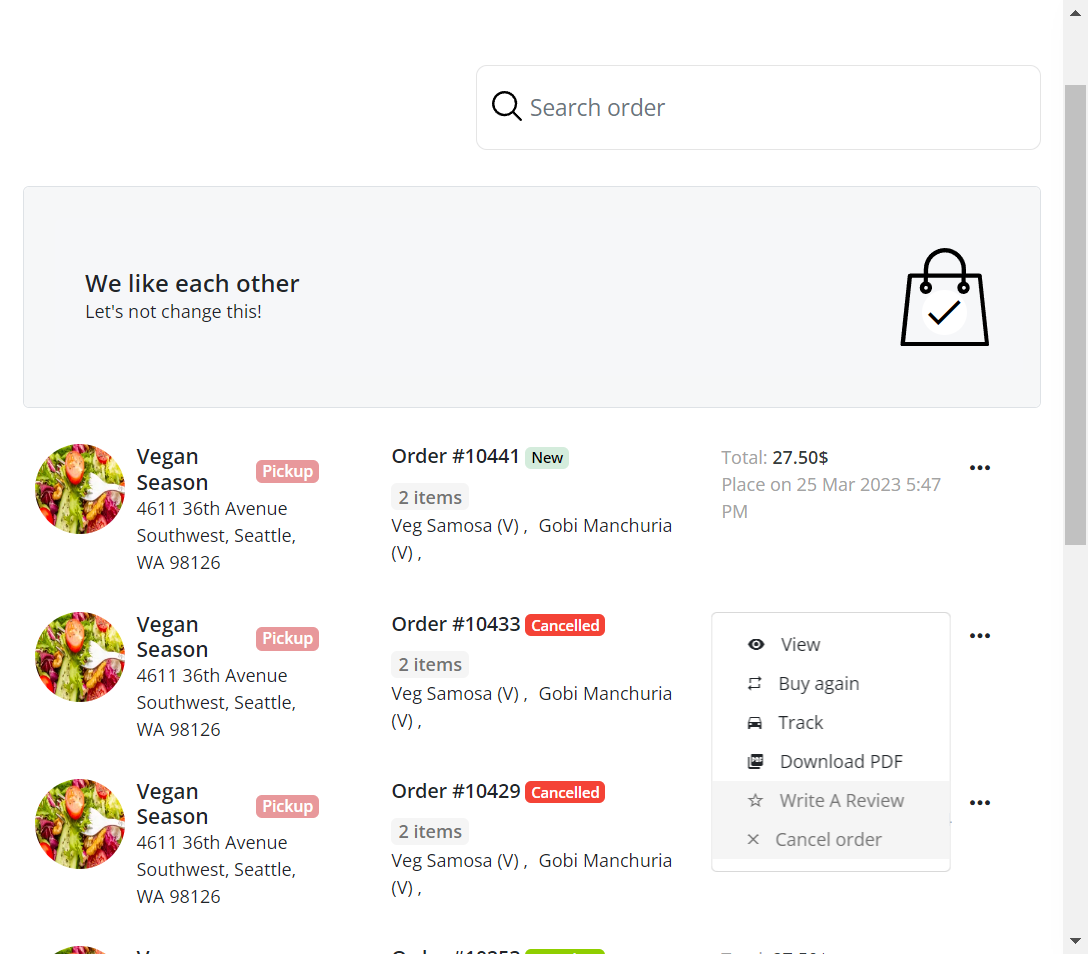 Search order
We like each other
Let's not change this!
Vegan
Season
Pickup
4611 36th Avenue
Southwest, Seattle,
WA 98126
Order #10441 New
2 items
Veg Samosa (V) ,  Gobi Manchuria
(V) ,
Total: 27.50$
Place on 25 Mar 2023 5:47
PM
Vegan
Season
Pickup
4611 36th Avenue
Southwest, Seattle,
WA 98126
Order #10433 Cancelled
2 items
Veg Samosa (V) ,  Gobi Manchuria
(V) ,
View
Buy again
Track
Download PDF
Write A Review
Cancel order
Vegan
Season
Pickup
4611 36th Avenue
Southwest, Seattle,
WA 98126
Order #10429 Cancelled
2 items
Veg Samosa (V) ,  Gobi Manchuria
(V) ,